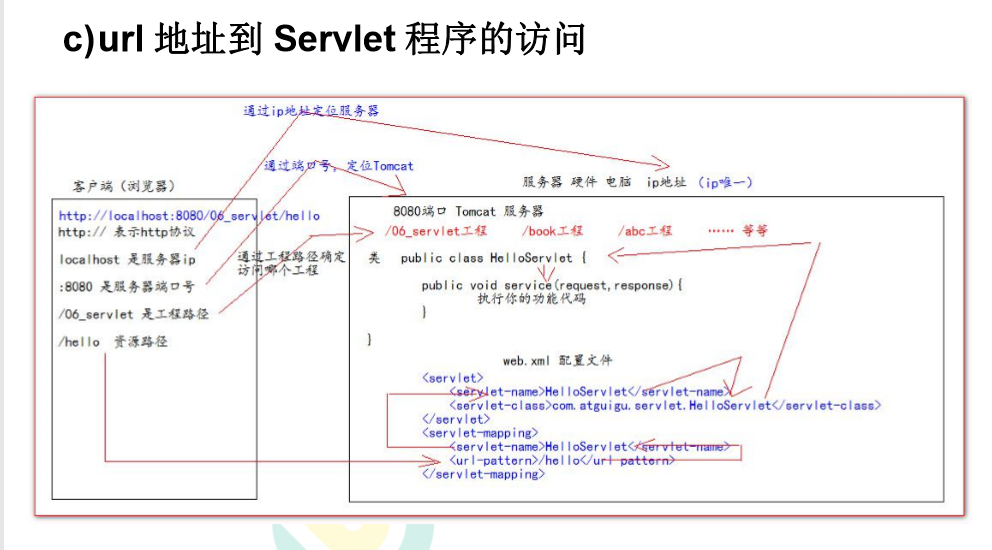 c)url 地址到 Servlet 程序的访问
通过ip地址定位服务器
通过端口号，定位Tomcat
客户端（浏览器）
服务器 硬件 电脑 ip地址 （ip唯一）
http://localhost:8080/06_servlet/hello
http:// 表示http协议
localhost 是服务器ip
:8080 是服务器端口号
/06_servlet 是工程路径
/hello 资源路径
通过工程路径确定
访问哪个工程
8080端口 Tomcat 服务器
/06_servlet工程 /book工程 /abc工程 …… 等等
类 public class HelloServlet {
public void service(request,response){
执行你的功能代码
}
}
web.xml 配置文件
<servlet>
<servlet-name>HelloServlet</servlet-name>
<servlet-class>com.atguigu.servlet.HelloServlet</servlet-class>
</servlet>
<servlet-mapping>
<servlet-name>HelloServlet</servlet-name>
<url-pattern>/hello</url-pattern>
</servlet-mapping>